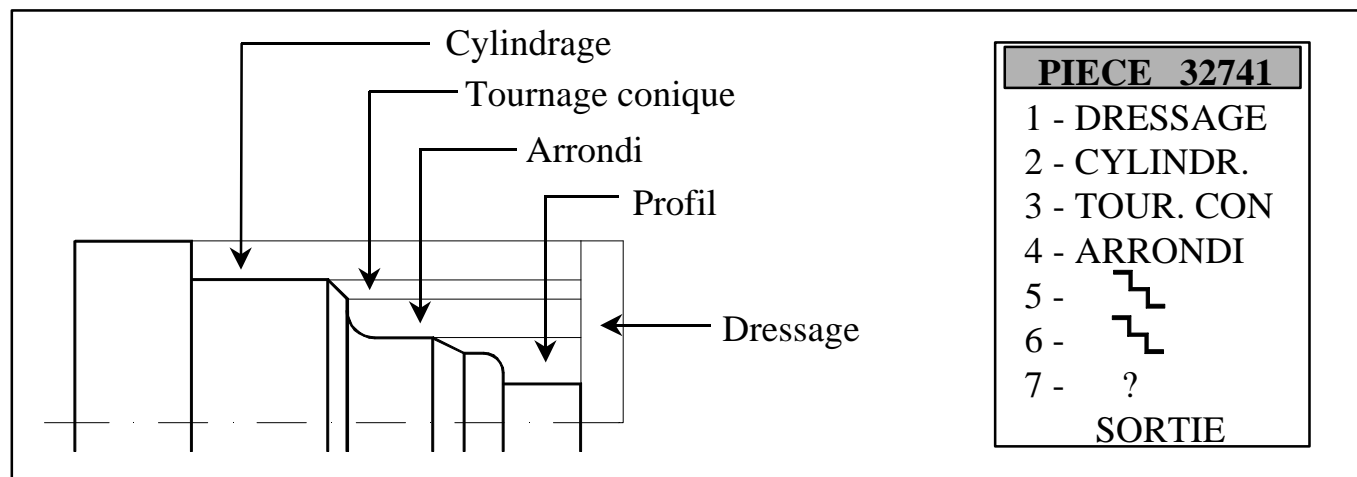 Cylindrage
Tournage conique
Arrondi
Profil
Dressage
PIECE 32741
1 - DRESSAGE
2 - CYLINDR.
3 - TOUR. CON
4 - ARRONDI
5 -
6 -
7 - ?
SORTIE